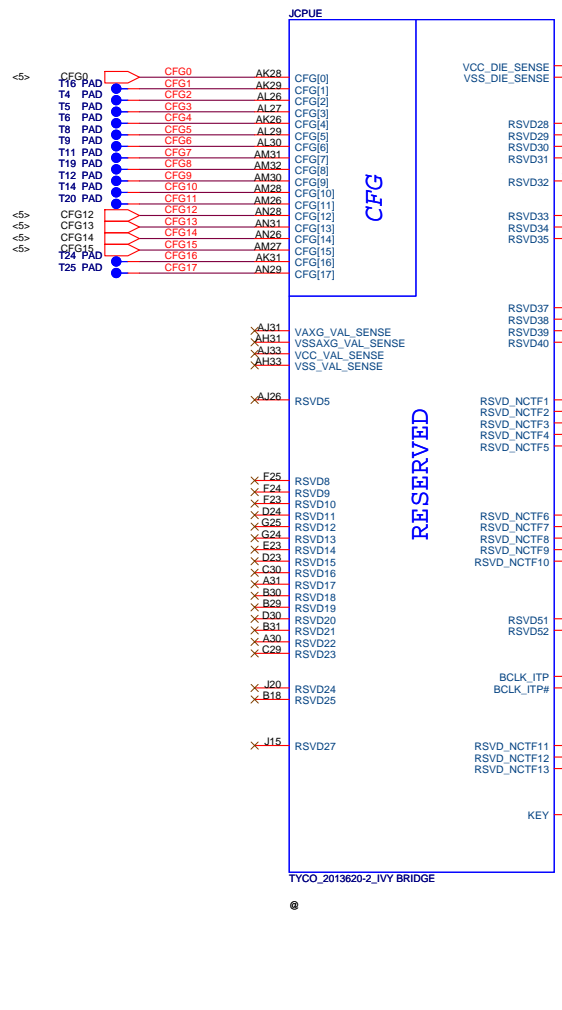 JCPUE
<5> CFG0 CFG0 AK28 CFG[0] VCC_DIE_SENSE
T16 PAD CFG1 AK29 CFG[1] VSS_DIE_SENSE
T4 PAD CFG2 AL26 CFG[2]
T5 PAD CFG3 AL27 CFG[3]
T6 PAD CFG4 AK26 CFG[4] RSVD28
T8 PAD CFG5 AL29 CFG[5] RSVD29
T9 PAD CFG6 AL30 CFG[6] RSVD30
T11 PAD CFG7 AM31 CFG[7] RSVD31
T19 PAD CFG8 AM32 CFG[8]
T12 PAD CFG9 AM30 CFG[9] RSVD32
T14 PAD CFG10 AM28 CFG[10]
T20 PAD CFG11 AM26 CFG[11]
<5> CFG12 CFG12 AN28 CFG[12] RSVD33
<5> CFG13 CFG13 AN31 CFG[13] RSVD34
<5> CFG14 CFG14 AN26 CFG[14] RSVD35
<5> CFG15 CFG15 AM27 CFG[15]
T24 PAD CFG16 AK31 CFG[16]
T25 PAD CFG17 AN29 CFG[17]
CFG
RSVD37
RSVD38
AJ31 VAXG_VAL_SENSE RSVD39
AH31 VSSAXG_VAL_SENSE RSVD40
AJ33 VCC_VAL_SENSE
AH33 VSS_VAL_SENSE
AJ26 RSVD5 RSVD_NCTF1
RSVD_NCTF2
RSVD_NCTF3
RSVD_NCTF4
RSVD_NCTF5
RESERVED
F25 RSVD8
F24 RSVD9
F23 RSVD10
D24 RSVD11 RSVD_NCTF6
G25 RSVD12 RSVD_NCTF7
G24 RSVD13 RSVD_NCTF8
E23 RSVD14 RSVD_NCTF9
D23 RSVD15 RSVD_NCTF10
C30 RSVD16
A31 RSVD17
B30 RSVD18
B29 RSVD19
D30 RSVD20 RSVD51
B31 RSVD21 RSVD52
A30 RSVD22
C29 RSVD23
BCLK_ITP
J20 RSVD24 BCLK_ITP#
B18 RSVD25
J15 RSVD27 RSVD_NCTF11
RSVD_NCTF12
RSVD_NCTF13
KEY
TYCO_2013620-2_IVY BRIDGE
@